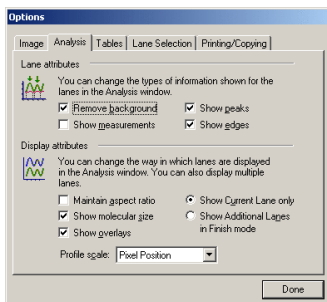 Options
Image Analysis Tables Lane Selection Printing/Copying
Lane attributes
You can change the types of information shown for the
lanes in the Analysis window.
Remove background Show peaks
Show measurements Show edges
Display attributes
You can change the way in which lanes are displayed
in the Analysis window. You can also display multiple
lanes.
Maintain aspect ratio Show Current Lane only
Show molecular size Show Additional Lanes
in Finish mode
Show overlays
Profile scale: Pixel Position
Done